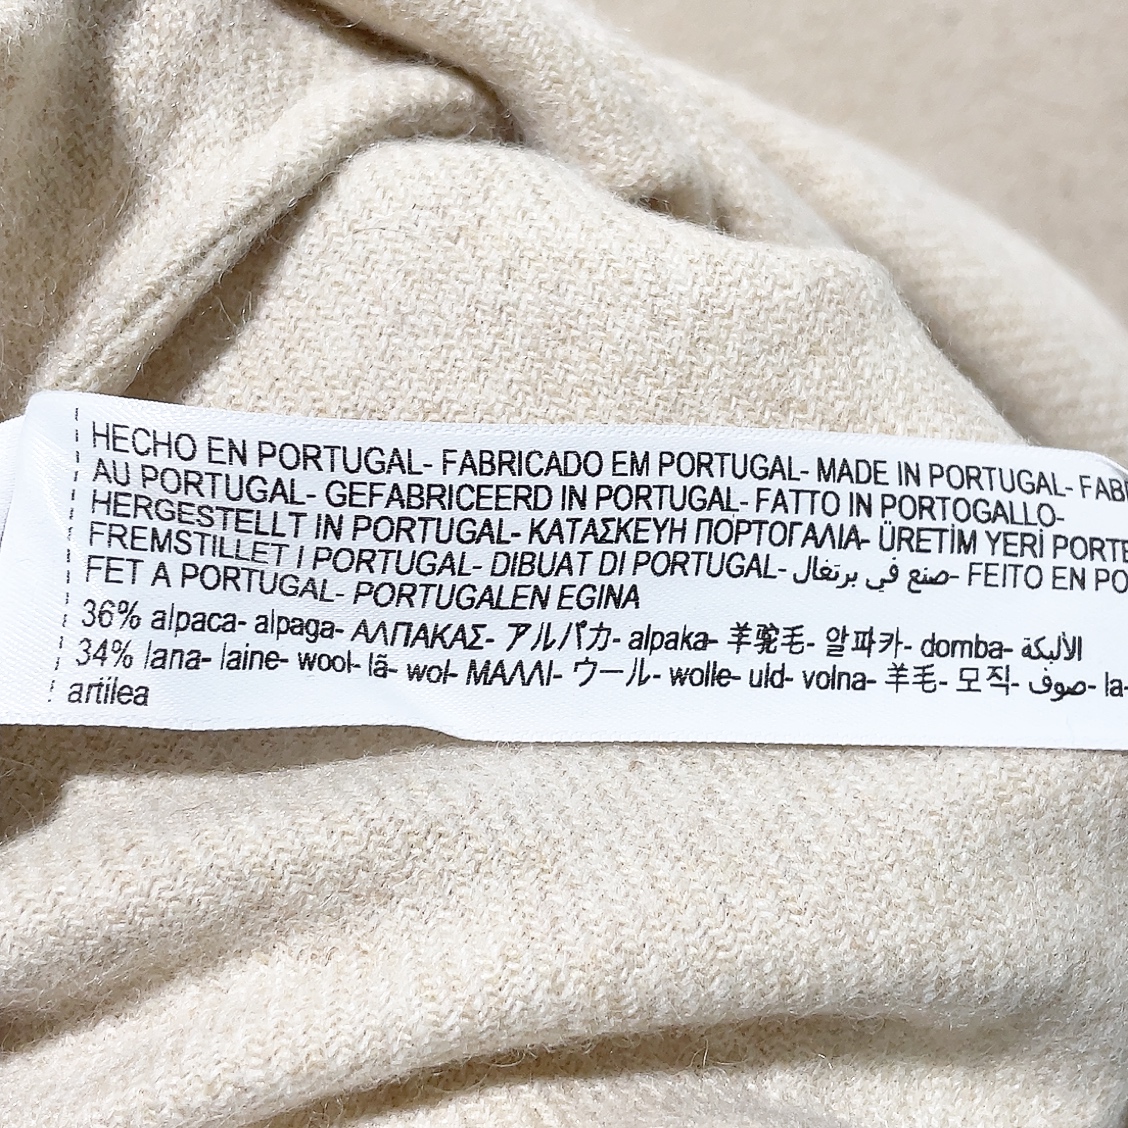 HECHO EN PORTUGAL- FABRICADO EM PORTUGAL- MADE IN PORTUGAL- FABR
AU PORTUGAL- GEFABRICEERD IN PORTUGAL- FATTO IN PORTOGALLO-
HERGESTELLT IN PORTUGAL- ΚΑΤΑΣΚΕΥΗ ΠΟΡΤΟΓΑΛΙΑ- ÜRETİM YERİ PORTE
FREMSTILLET I PORTUGAL- DIBUAT DI PORTUGAL- صنع في برتغال- FEITO EN PO
FET A PORTUGAL- PORTUGALEN EGINA
36% alpaca- alpaga- ΑΛΠΑΚΑΣ- アルパカ- alpaka- 羊驼毛- 알파카- domba- الألبكة
34% lana- laine- wool- lã- wol- ΜΑΛΛΙ- ウール- wolle- uld- volna- 羊毛- 모직- صوف- la-
artilea